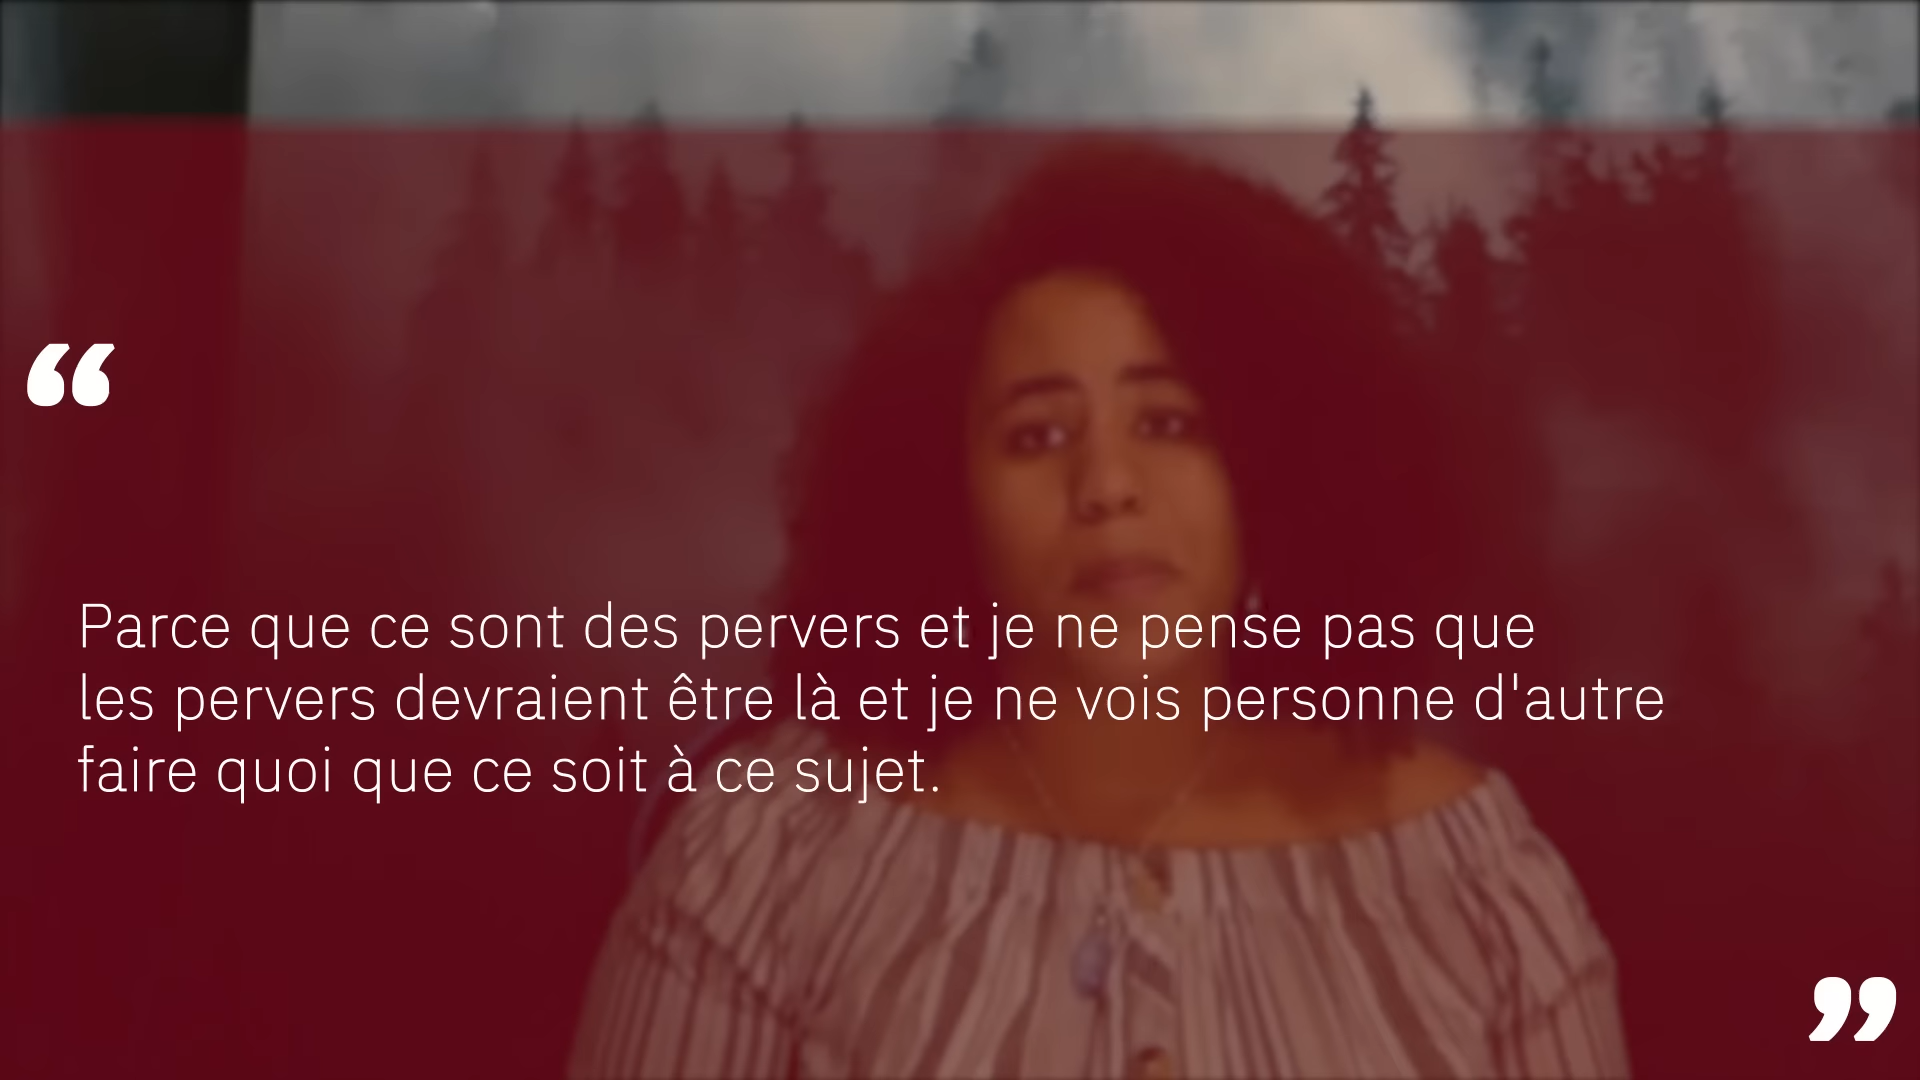 “
Parce que ce sont des pervers et je ne pense pas que
les pervers devraient être là et je ne vois personne d'autre
faire quoi que ce soit à ce sujet.
”